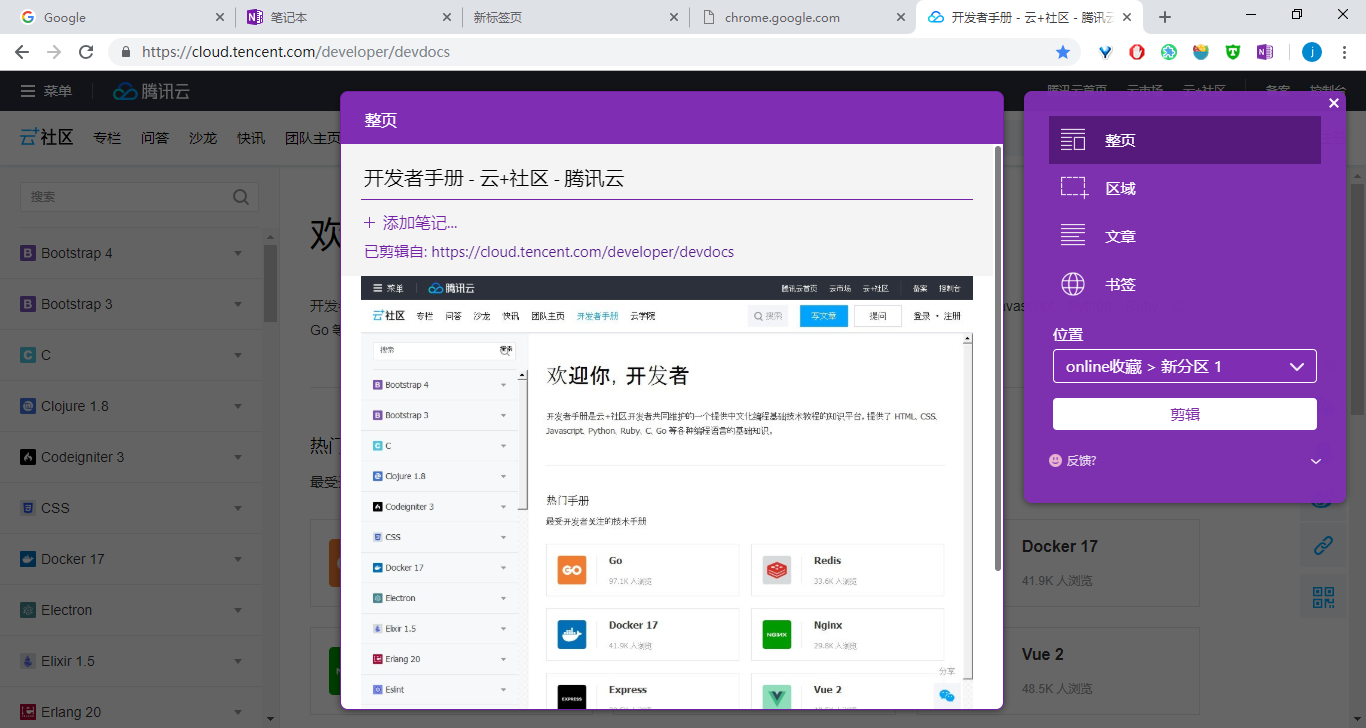 Google
笔记本
新标签页
chrome.google.com
开发者手册 - 云+社区 - 腾讯云
https://cloud.tencent.com/developer/devdocs
j
菜单
腾讯云
腾讯云首页 云市场 云+社区 备案 控制台
云+社区 专栏 问答 沙龙 快讯 团队主页
搜索
Bootstrap 4
Bootstrap 3
C
Clojure 1.8
Codeigniter 3
CSS
Docker 17
Electron
Elixir 1.5
Erlang 20
欢
开发
Go 等
热门
最受
整页
开发者手册 - 云+社区 - 腾讯云
+ 添加笔记...
已剪辑自: https://cloud.tencent.com/developer/devdocs
菜单 腾讯云 腾讯云首页 云市场 云+社区 备案 控制台
云+社区 专栏 问答 沙龙 快讯 团队主页 开发者手册 云学院 搜索 写文章 提问 登录 · 注册
搜索 搜索
Bootstrap 4
Bootstrap 3
C
Clojure 1.8
Codeigniter 3
CSS
Docker 17
Electron
Elixir 1.5
Erlang 20
Eslint
欢迎你, 开发者
开发者手册是云+社区开发者共同维护的一个提供中文化编程基础技术教程的知识平台。提供了 HTML, CSS,
Javascript, Python, Ruby, C, Go 等各种编程语言的基础知识。
热门手册
最受开发者关注的技术手册
GO Go
97.1K 人浏览
Redis
33.6K 人浏览
Docker 17
41.9K 人浏览
NGINX Nginx
29.8K 人浏览
EXPRESS Express
Vue 2
分享
整页
区域
文章
书签
位置
online收藏 > 新分区 1
剪辑
反馈?
Docker 17
41.9K 人浏览
Vue 2
48.5K 人浏览